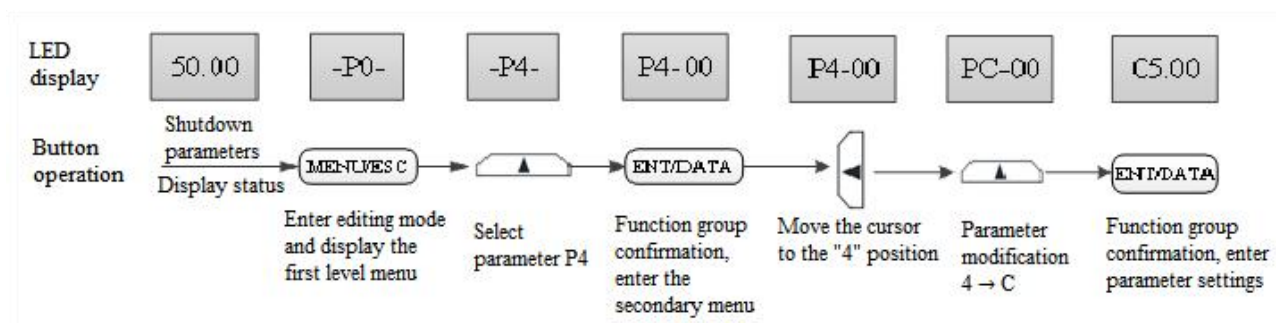 LED
display
50.00
-P0-
-P4-
P4-00
P4-00
PC-00
C5.00
Button
operation
Shutdown
parameters
Display status
MENU/ESC
ENT/DATA
ENT/DATA
Enter editing mode
and display the
first level menu
Select
parameter P4
Function group
confirmation,
enter the
secondary menu
Move the cursor
to the "4" position
Parameter
modification
4 → C
Function group
confirmation, enter
parameter settings